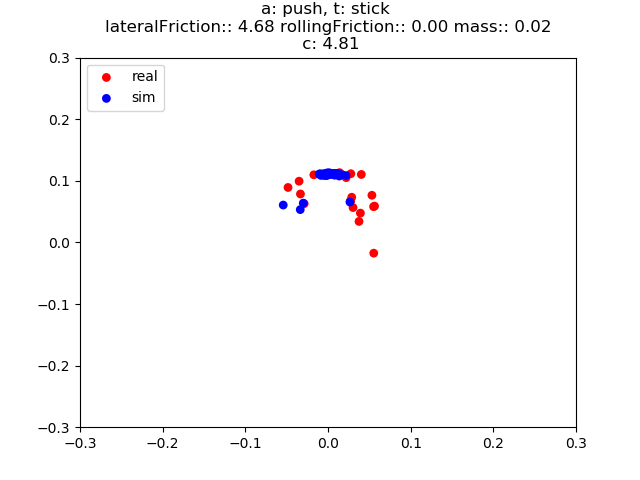 a: push, t: stick
lateralFriction:: 4.68 rollingFriction:: 0.00 mass:: 0.02
c: 4.81
real
sim
0.3
0.2
0.1
0.0
−0.1
−0.2
−0.3
−0.3 −0.2 −0.1 0.0 0.1 0.2 0.3